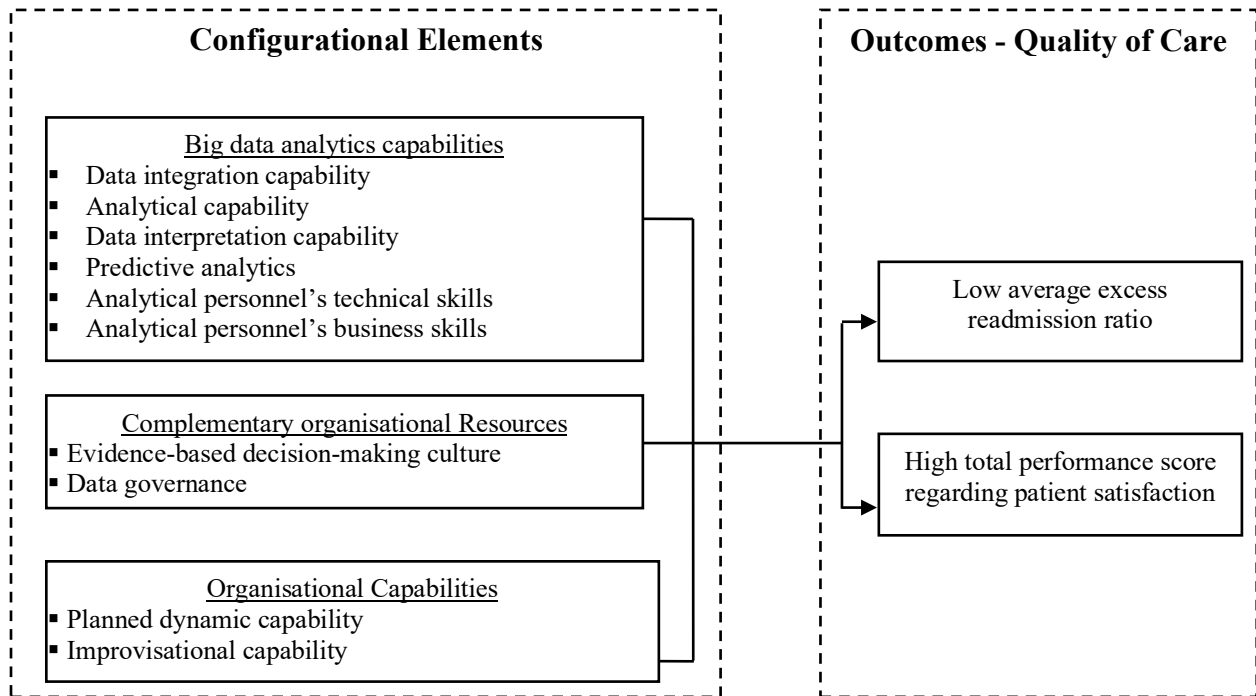 Configurational Elements
Big data analytics capabilities
▪ Data integration capability
▪ Analytical capability
▪ Data interpretation capability
▪ Predictive analytics
▪ Analytical personnel’s technical skills
▪ Analytical personnel’s business skills
Complementary organisational Resources
▪ Evidence-based decision-making culture
▪ Data governance
Organisational Capabilities
▪ Planned dynamic capability
▪ Improvisational capability
Outcomes - Quality of Care
Low average excess
readmission ratio
High total performance score
regarding patient satisfaction